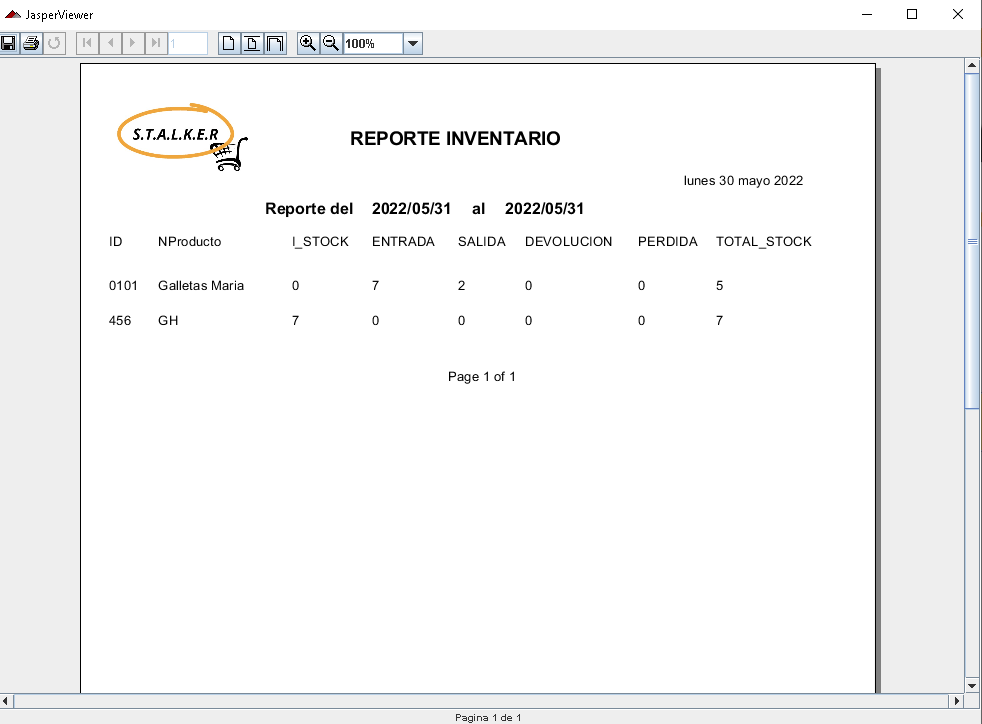 JasperViewer
1
100%
S.T.A.L.K.E.R
REPORTE INVENTARIO
lunes 30 mayo 2022
Reporte del 2022/05/31 al 2022/05/31
ID NProducto I_STOCK ENTRADA SALIDA DEVOLUCION PERDIDA TOTAL_STOCK
0101 Galletas Maria 0 7 2 0 0 5
456 GH 7 0 0 0 0 7
Page 1 of 1
Pagina 1 de 1